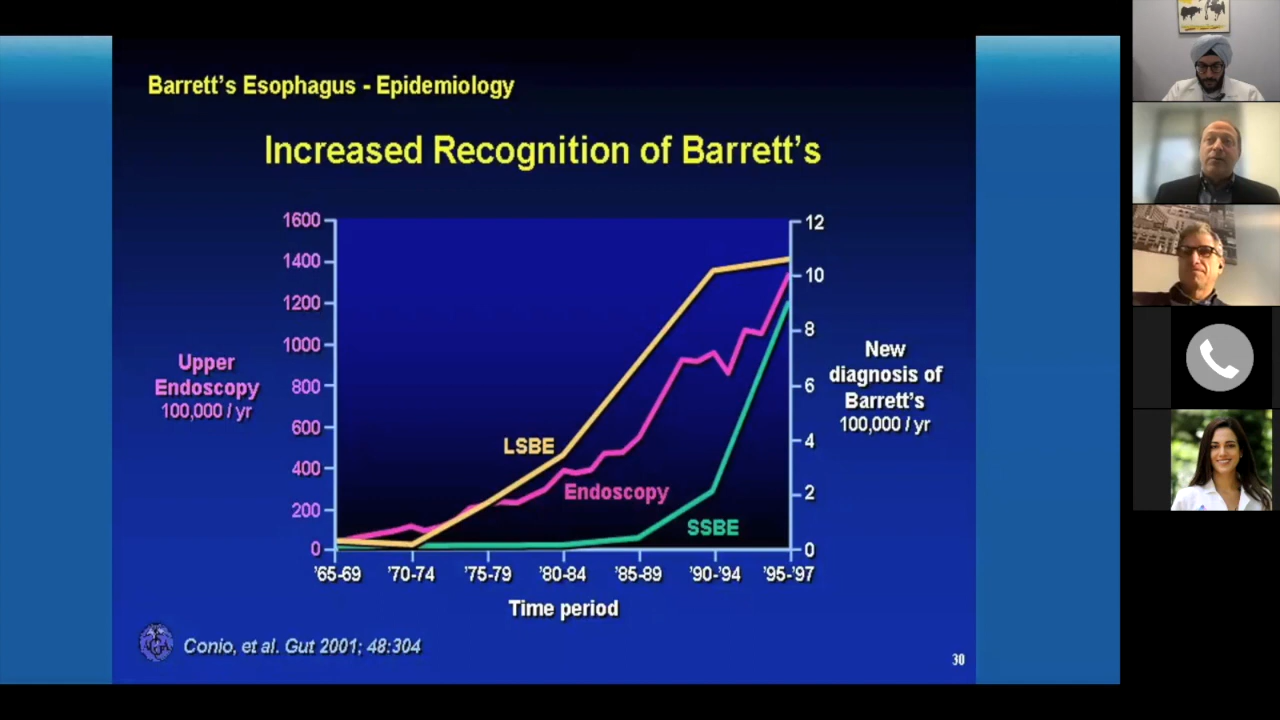 Barrett's Esophagus - Epidemiology
Increased Recognition of Barrett's
1600
1400
1200
1000
800
600
400
200
0
Upper
Endoscopy
100,000 / yr
LSBE
Endoscopy
SSBE
12
10
8
6
4
2
0
New
diagnosis of
Barrett's
100,000 / yr
'65-69 '70-74 '75-79 '80-84 '85-89 '90-'94 '95-'97
Time period
Conio, et al. Gut 2001; 48:304
30